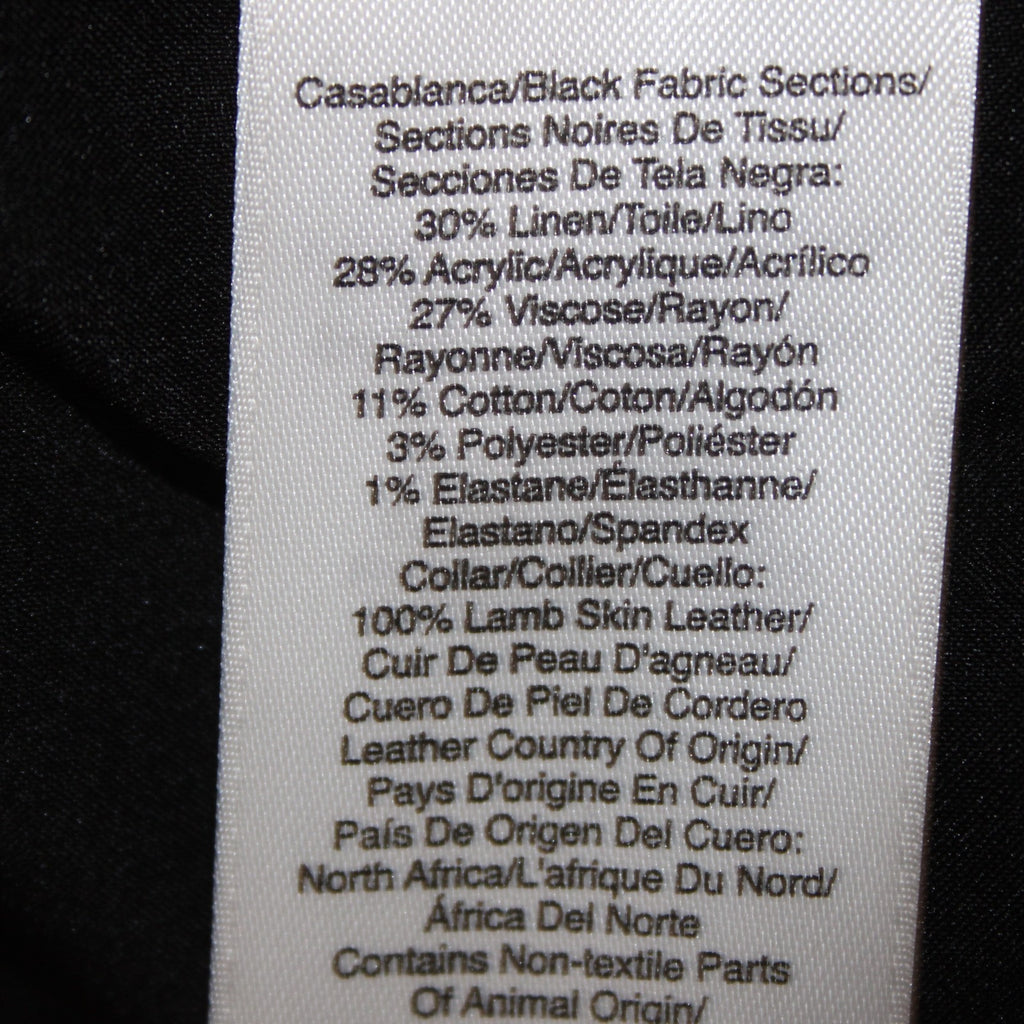 Casablanca/Black Fabric Sections/
Sections Noires De Tissu/
Secciones De Tela Negra:
30% Linen/Toile/Lino
28% Acrylic/Acrylique/Acrílico
27% Viscose/Rayon/
Rayonne/Viscosa/Rayón
11% Cotton/Coton/Algodón
3% Polyester/Poliéster
1% Elastane/Élasthanne/
Elastano/Spandex
Collar/Collier/Cuello:
100% Lamb Skin Leather/
Cuir De Peau D'agneau/
Cuero De Piel De Cordero
Leather Country Of Origin/
Pays D'origine En Cuir/
País De Origen Del Cuero:
North Africa/L'afrique Du Nord/
África Del Norte
Contains Non-textile Parts
Of Animal Origin/